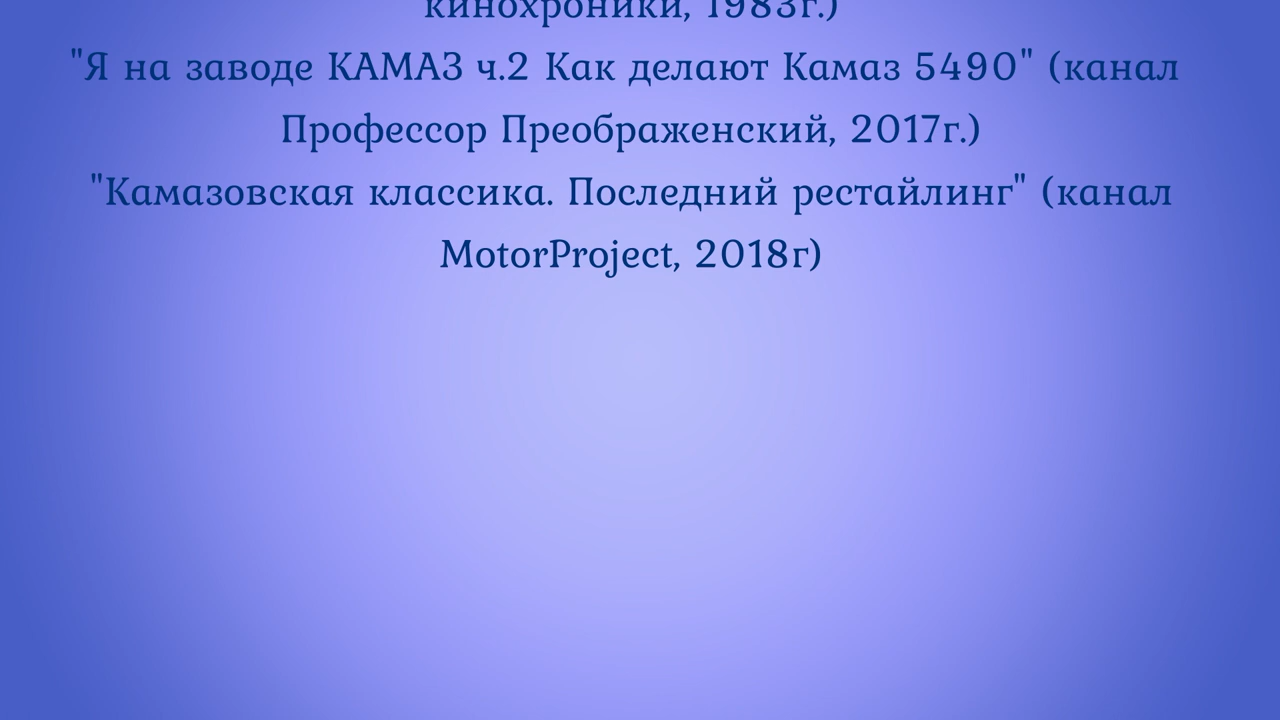 кинохроники, 1983г.)
"Я на заводе КАМАЗ ч.2 Как делают Камаз 5490" (канал
Профессор Преображенский, 2017г.)
"Камазовская классика. Последний рестайлинг" (канал
MotorProject, 2018г)